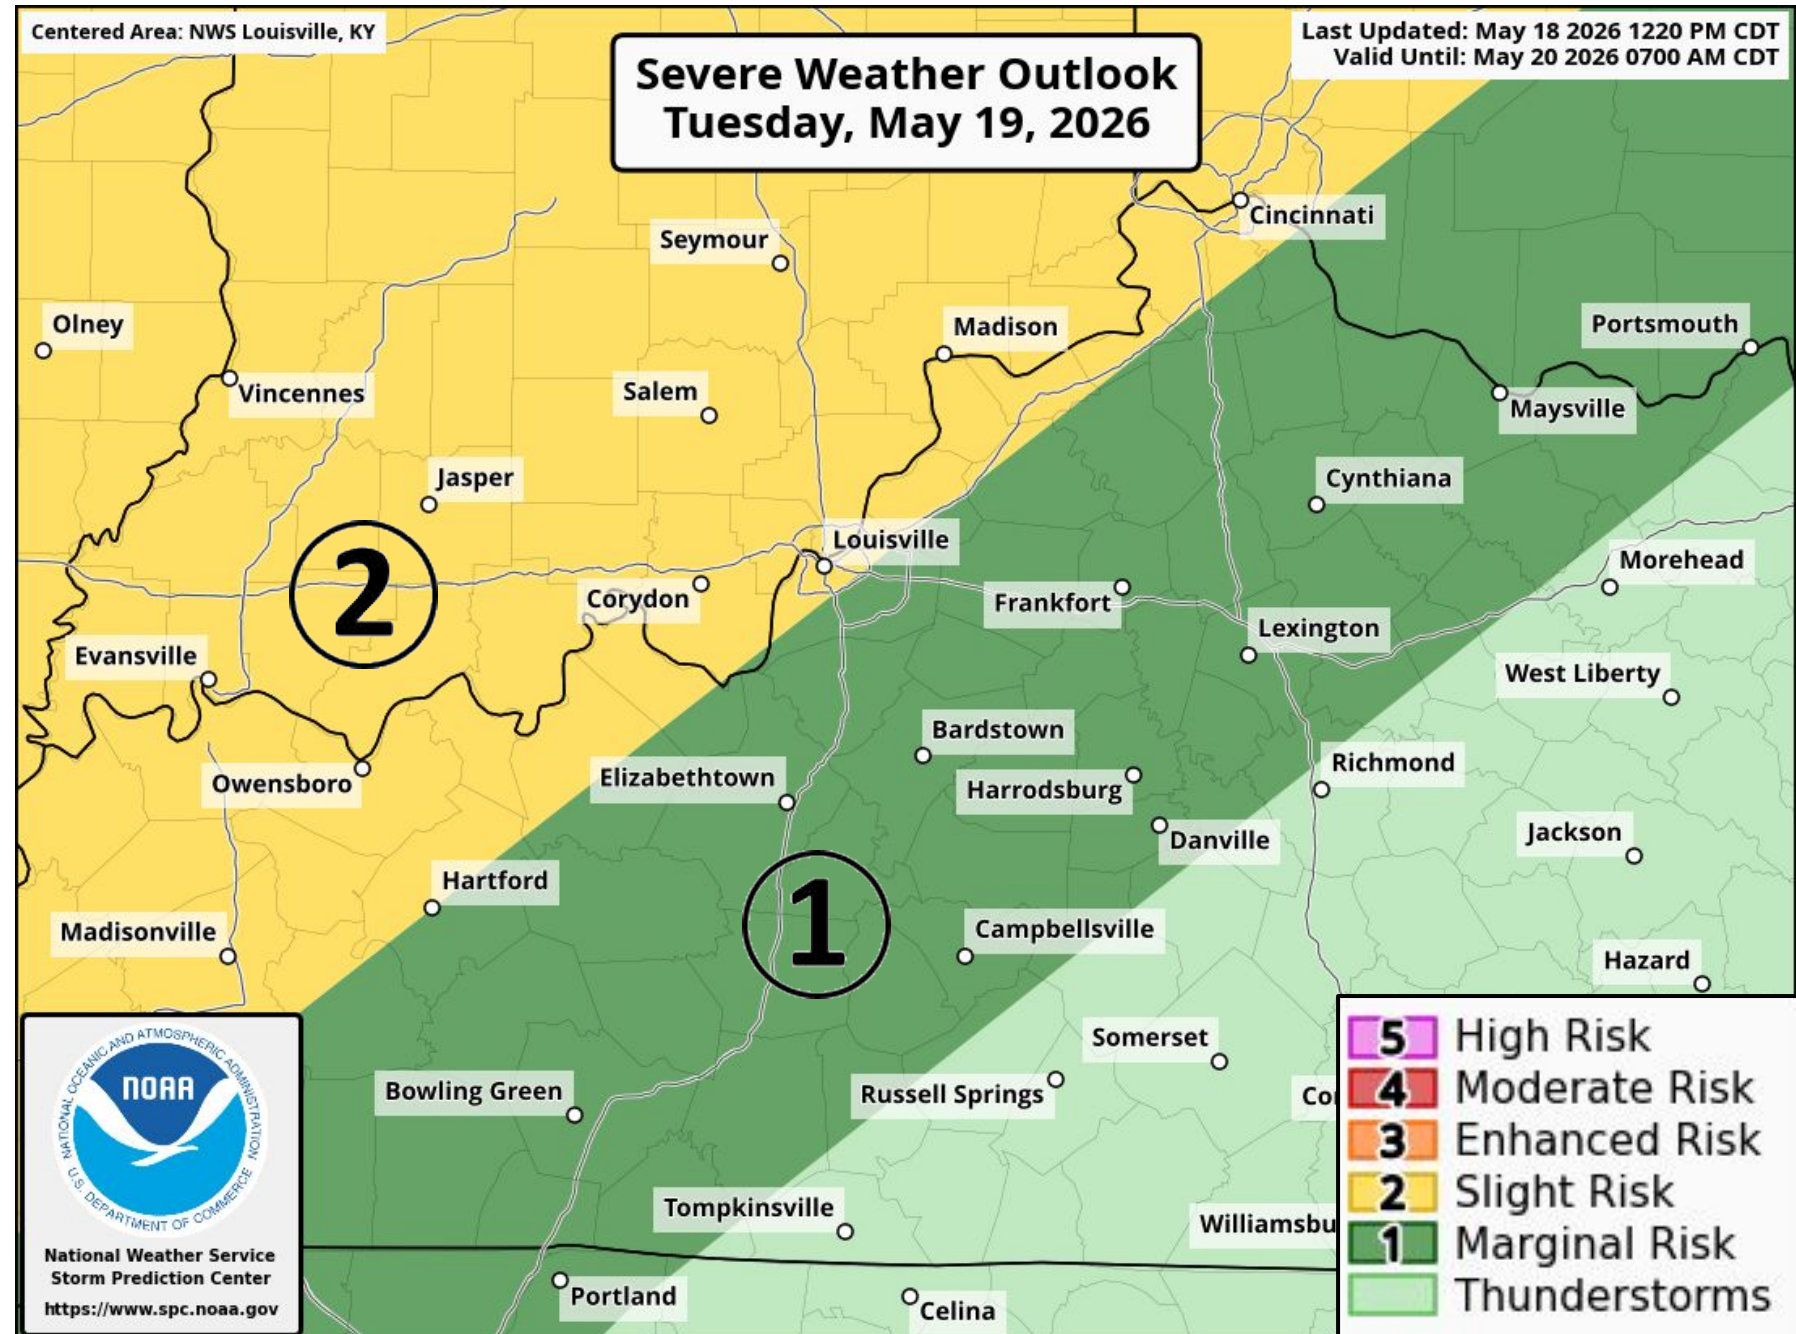 Centered Area: NWS Louisville, KY
Last Updated: May 18 2026 1220 PM CDT
Valid Until: May 20 2026 0700 AM CDT
Severe Weather Outlook
Tuesday, May 19, 2026
Cincinnati
Seymour
Olney
Madison
Portsmouth
Vincennes
Salem
Maysville
Jasper
Cynthiana
2
Louisville
Morehead
Corydon
Frankfort
Lexington
Evansville
West Liberty
Bardstown
Owensboro
Elizabethtown
Richmond
Harrodsburg
Danville
Jackson
Hartford
1
Madisonville
Campbellsville
Hazard
Somerset
Bowling Green
Russell Springs
Co
Tompkinsville
Williamsbu
Portland
Celina
NATIONAL OCEANIC AND ATMOSPHERIC ADMINISTRATION
NOAA
U.S. DEPARTMENT OF COMMERCE
National Weather Service
Storm Prediction Center
https://www.spc.noaa.gov
5 High Risk
4 Moderate Risk
3 Enhanced Risk
2 Slight Risk
1 Marginal Risk
Thunderstorms